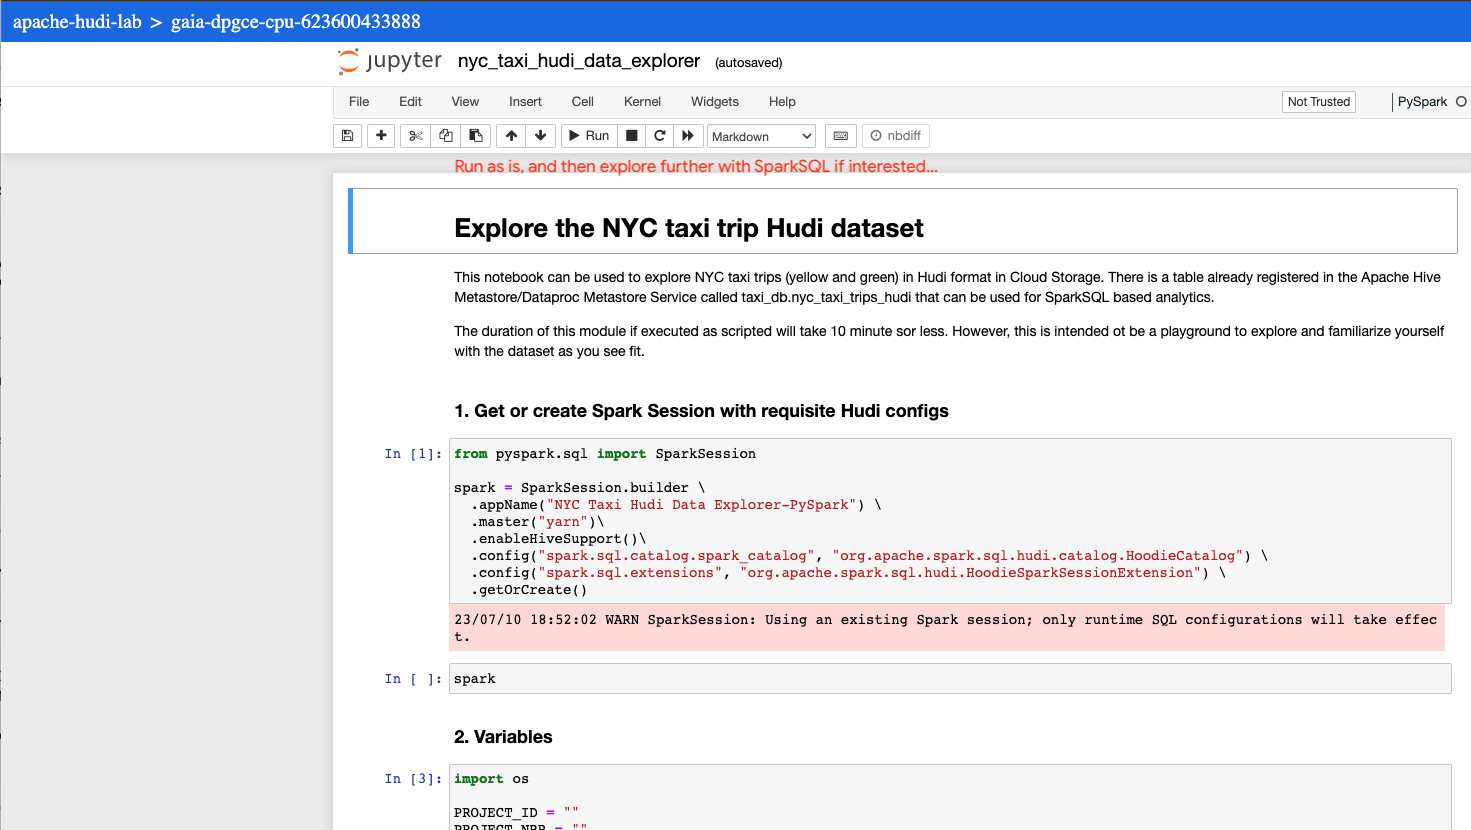 apache-hudi-lab > gaia-dpgce-cpu-623600433888
jupyter nyc_taxi_hudi_data_explorer (autosaved)
File Edit View Insert Cell Kernel Widgets Help Not Trusted PySpark
Run Markdown nbdiff
Run as is, and then explore further with SparkSQL if interested...
Explore the NYC taxi trip Hudi dataset
This notebook can be used to explore NYC taxi trips (yellow and green) in Hudi format in Cloud Storage. There is a table already registered in the Apache Hive
Metastore/Dataproc Metastore Service called taxi_db.nyc_taxi_trips_hudi that can be used for SparkSQL based analytics.
The duration of this module if executed as scripted will take 10 minute sor less. However, this is intended ot be a playground to explore and familiarize yourself
with the dataset as you see fit.
1. Get or create Spark Session with requisite Hudi configs
In [1]: from pyspark.sql import SparkSession
spark = SparkSession.builder \
.appName("NYC Taxi Hudi Data Explorer-PySpark") \
.master("yarn")\
.enableHiveSupport()\
.config("spark.sql.catalog.spark_catalog", "org.apache.spark.sql.hudi.catalog.HoodieCatalog") \
.config("spark.sql.extensions", "org.apache.spark.sql.hudi.HoodieSparkSessionExtension") \
.getOrCreate()
23/07/10 18:52:02 WARN SparkSession: Using an existing Spark session; only runtime SQL configurations will take effec
t.
In [ ]: spark
2. Variables
In [3]: import os
PROJECT_ID = ""
PROJECT_NBR = ""